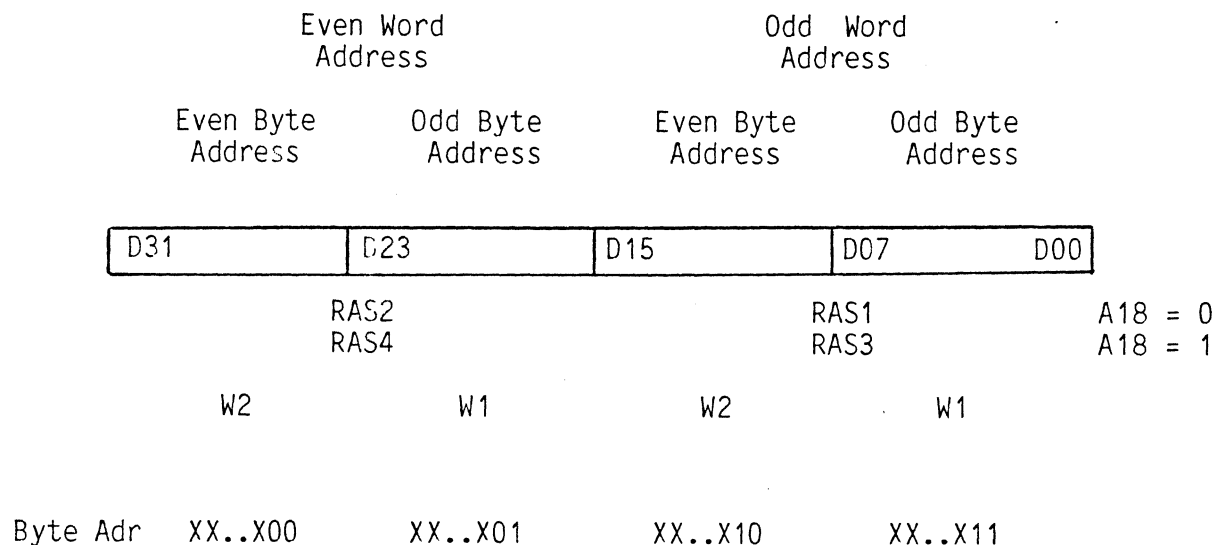 Even Word Odd Word
Address Address
Even Byte Odd Byte Even Byte Odd Byte
Address Address Address Address
D31 D23 D15 D07 D00
RAS2 RAS1 A18 = 0
RAS4 RAS3 A18 = 1
W2 W1 W2 W1
Byte Adr XX..X00 XX..X01 XX..X10 XX..X11